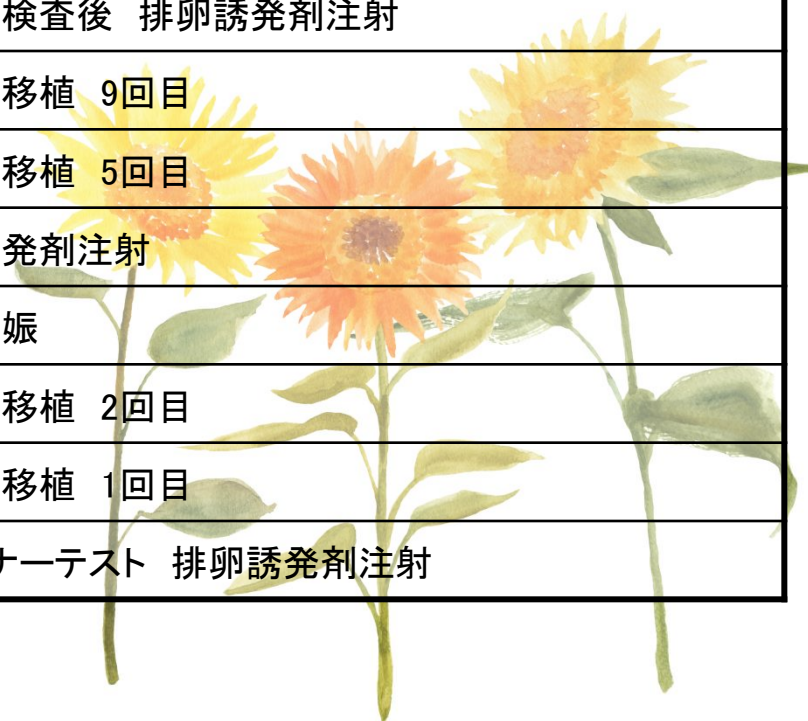 検査後 排卵誘発剤注射
移植 9回目
移植 5回目
発剤注射
娠
移植 2回目
移植 1回目
ナーテスト 排卵誘発剤注射